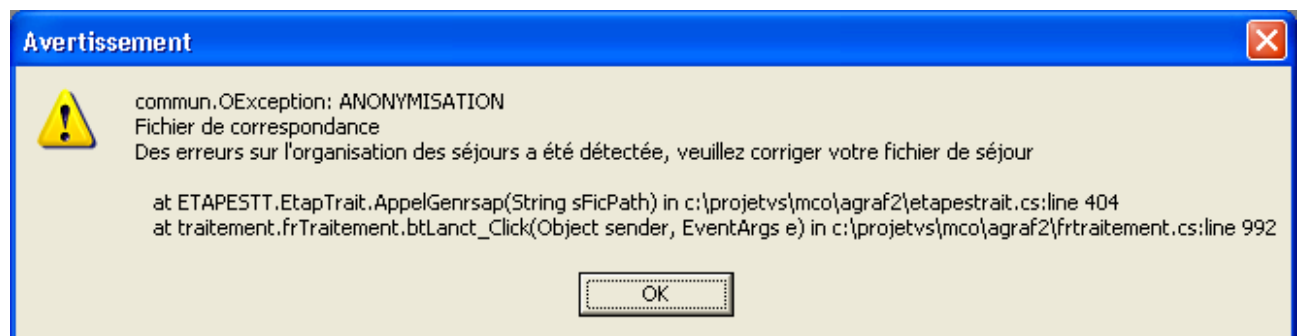 Avertissement
commun.OException: ANONYMISATION
Fichier de correspondance
Des erreurs sur l'organisation des séjours a été détectée, veuillez corriger votre fichier de séjour
at ETAPESTT.EtapTrait.AppelGenrsap(String sFicPath) in c:\projetvs\mco\agraf2\etapestrait.cs:line 404
at traitement.frTraitement.btLanct_Click(Object sender, EventArgs e) in c:\projetvs\mco\agraf2\frtraitement.cs:line 992
OK